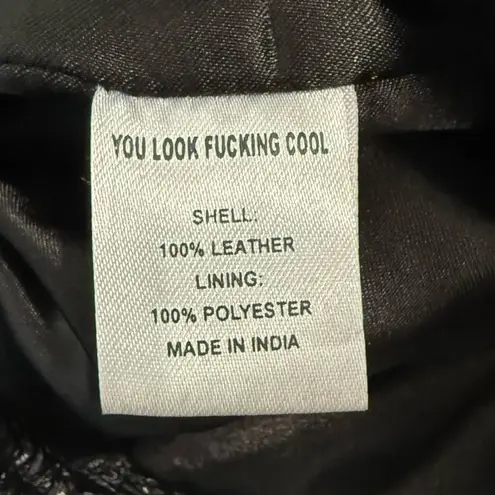 YOU LOOK FUCKING COOL
SHELL:
100% LEATHER
LINING:
100% POLYESTER
MADE IN INDIA